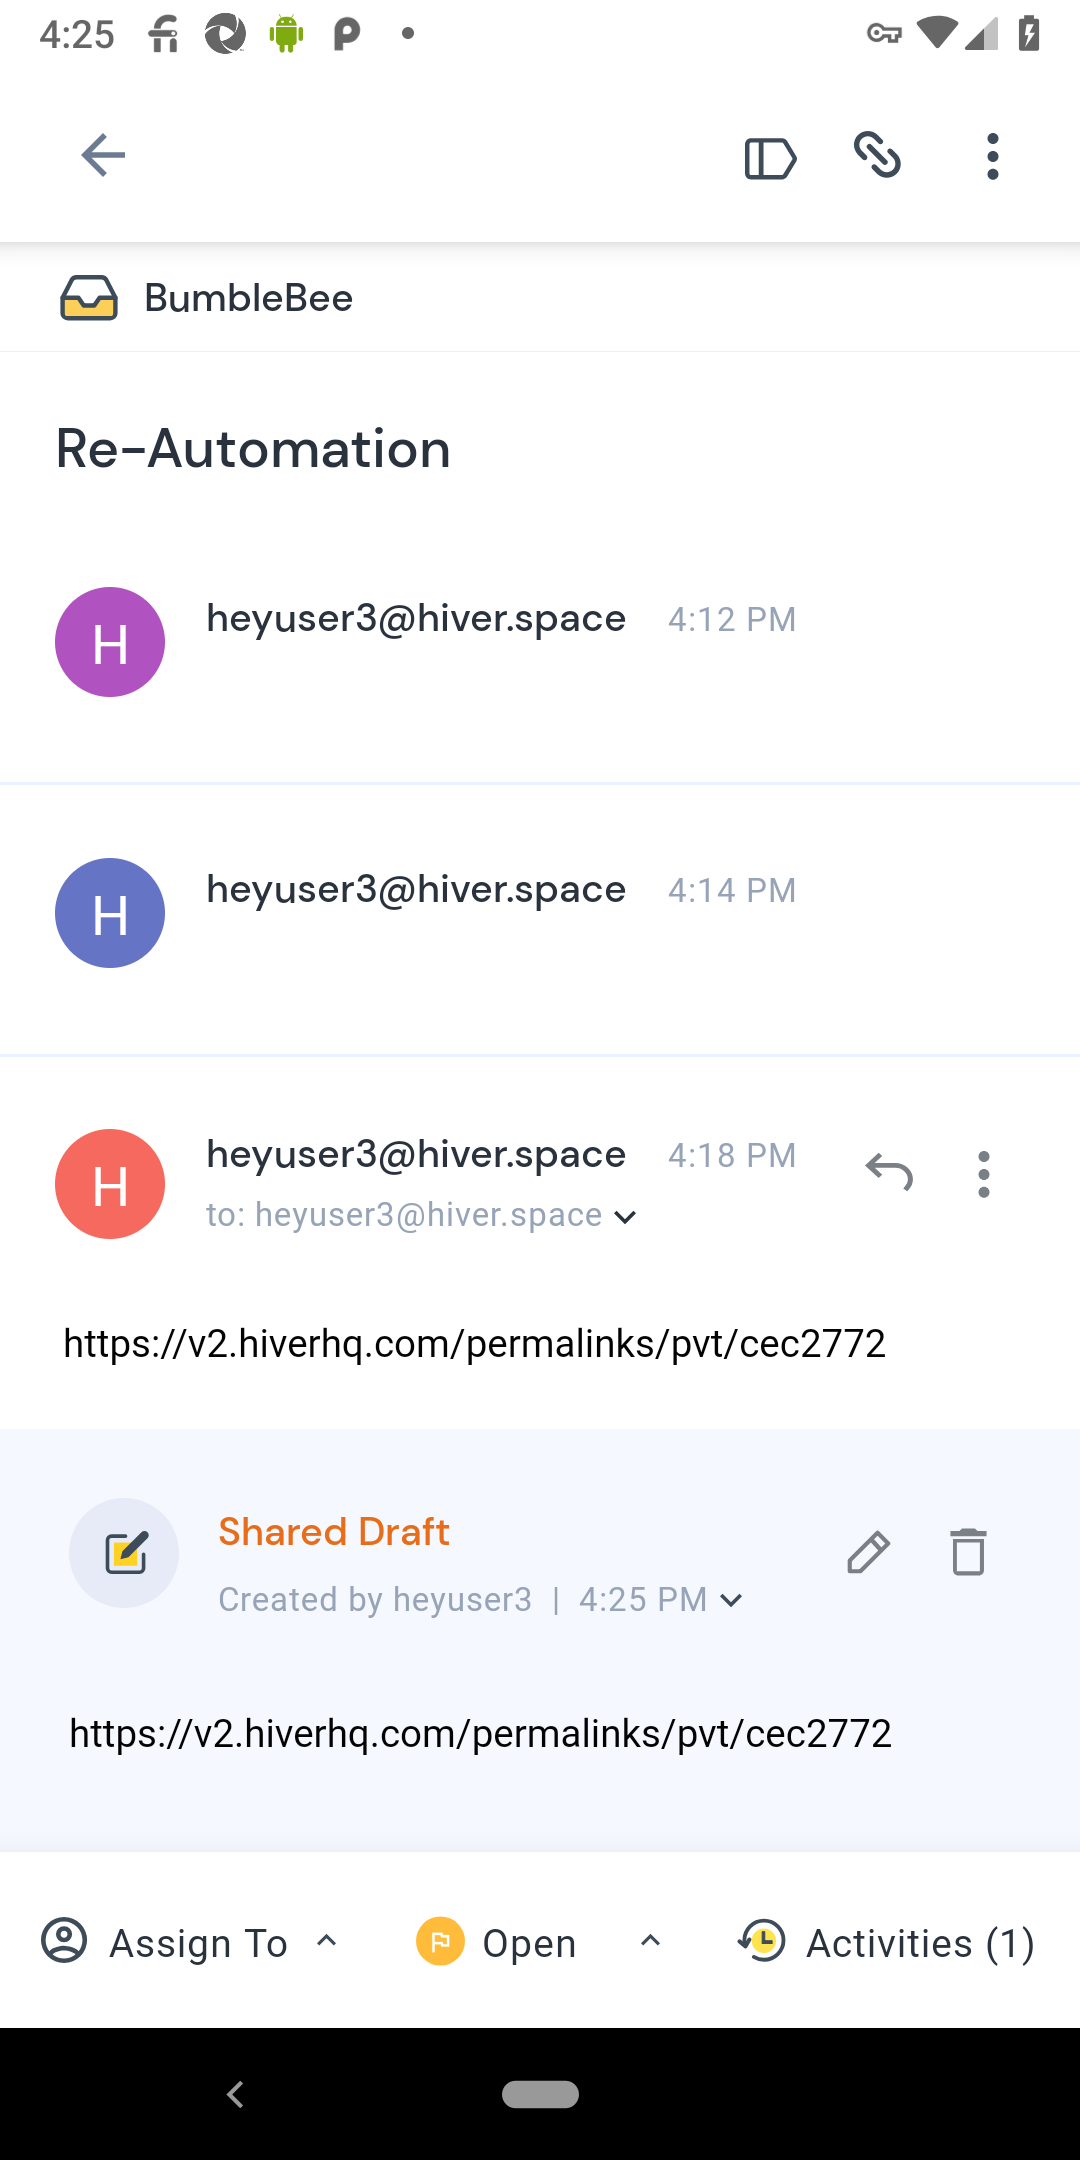 4:25
BumbleBee
Re-Automation
H heyuser3@hiver.space 4:12 PM
H heyuser3@hiver.space 4:14 PM
H heyuser3@hiver.space 4:18 PM
to: heyuser3@hiver.space
https://v2.hiverhq.com/permalinks/pvt/cec2772
Shared Draft
Created by heyuser3 | 4:25 PM
https://v2.hiverhq.com/permalinks/pvt/cec2772
Assign To Open Activities (1)